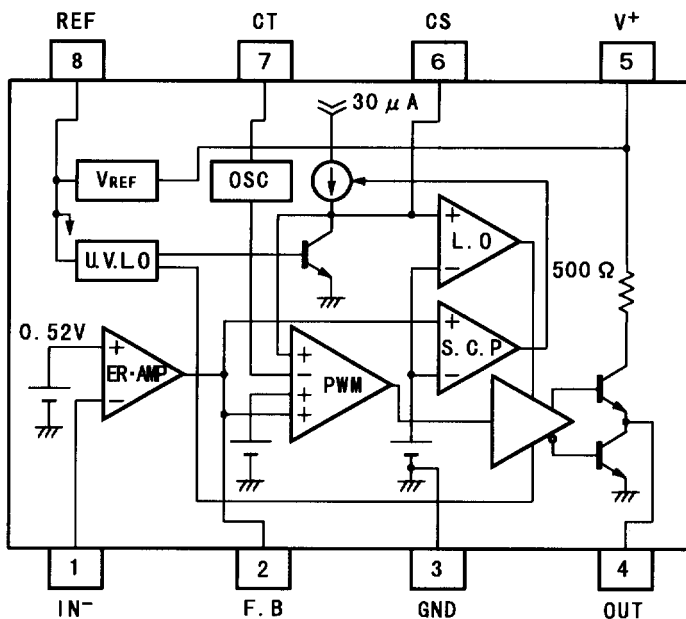 REF CT CS V+
8 7 6 5
30 μA
VREF OSC
+ L.O
U.V.L.O −
500 Ω
0.52V + S.C.P
+ ER·AMP + PWM
− − −
+
+
1 2 3 4
IN− F.B GND OUT